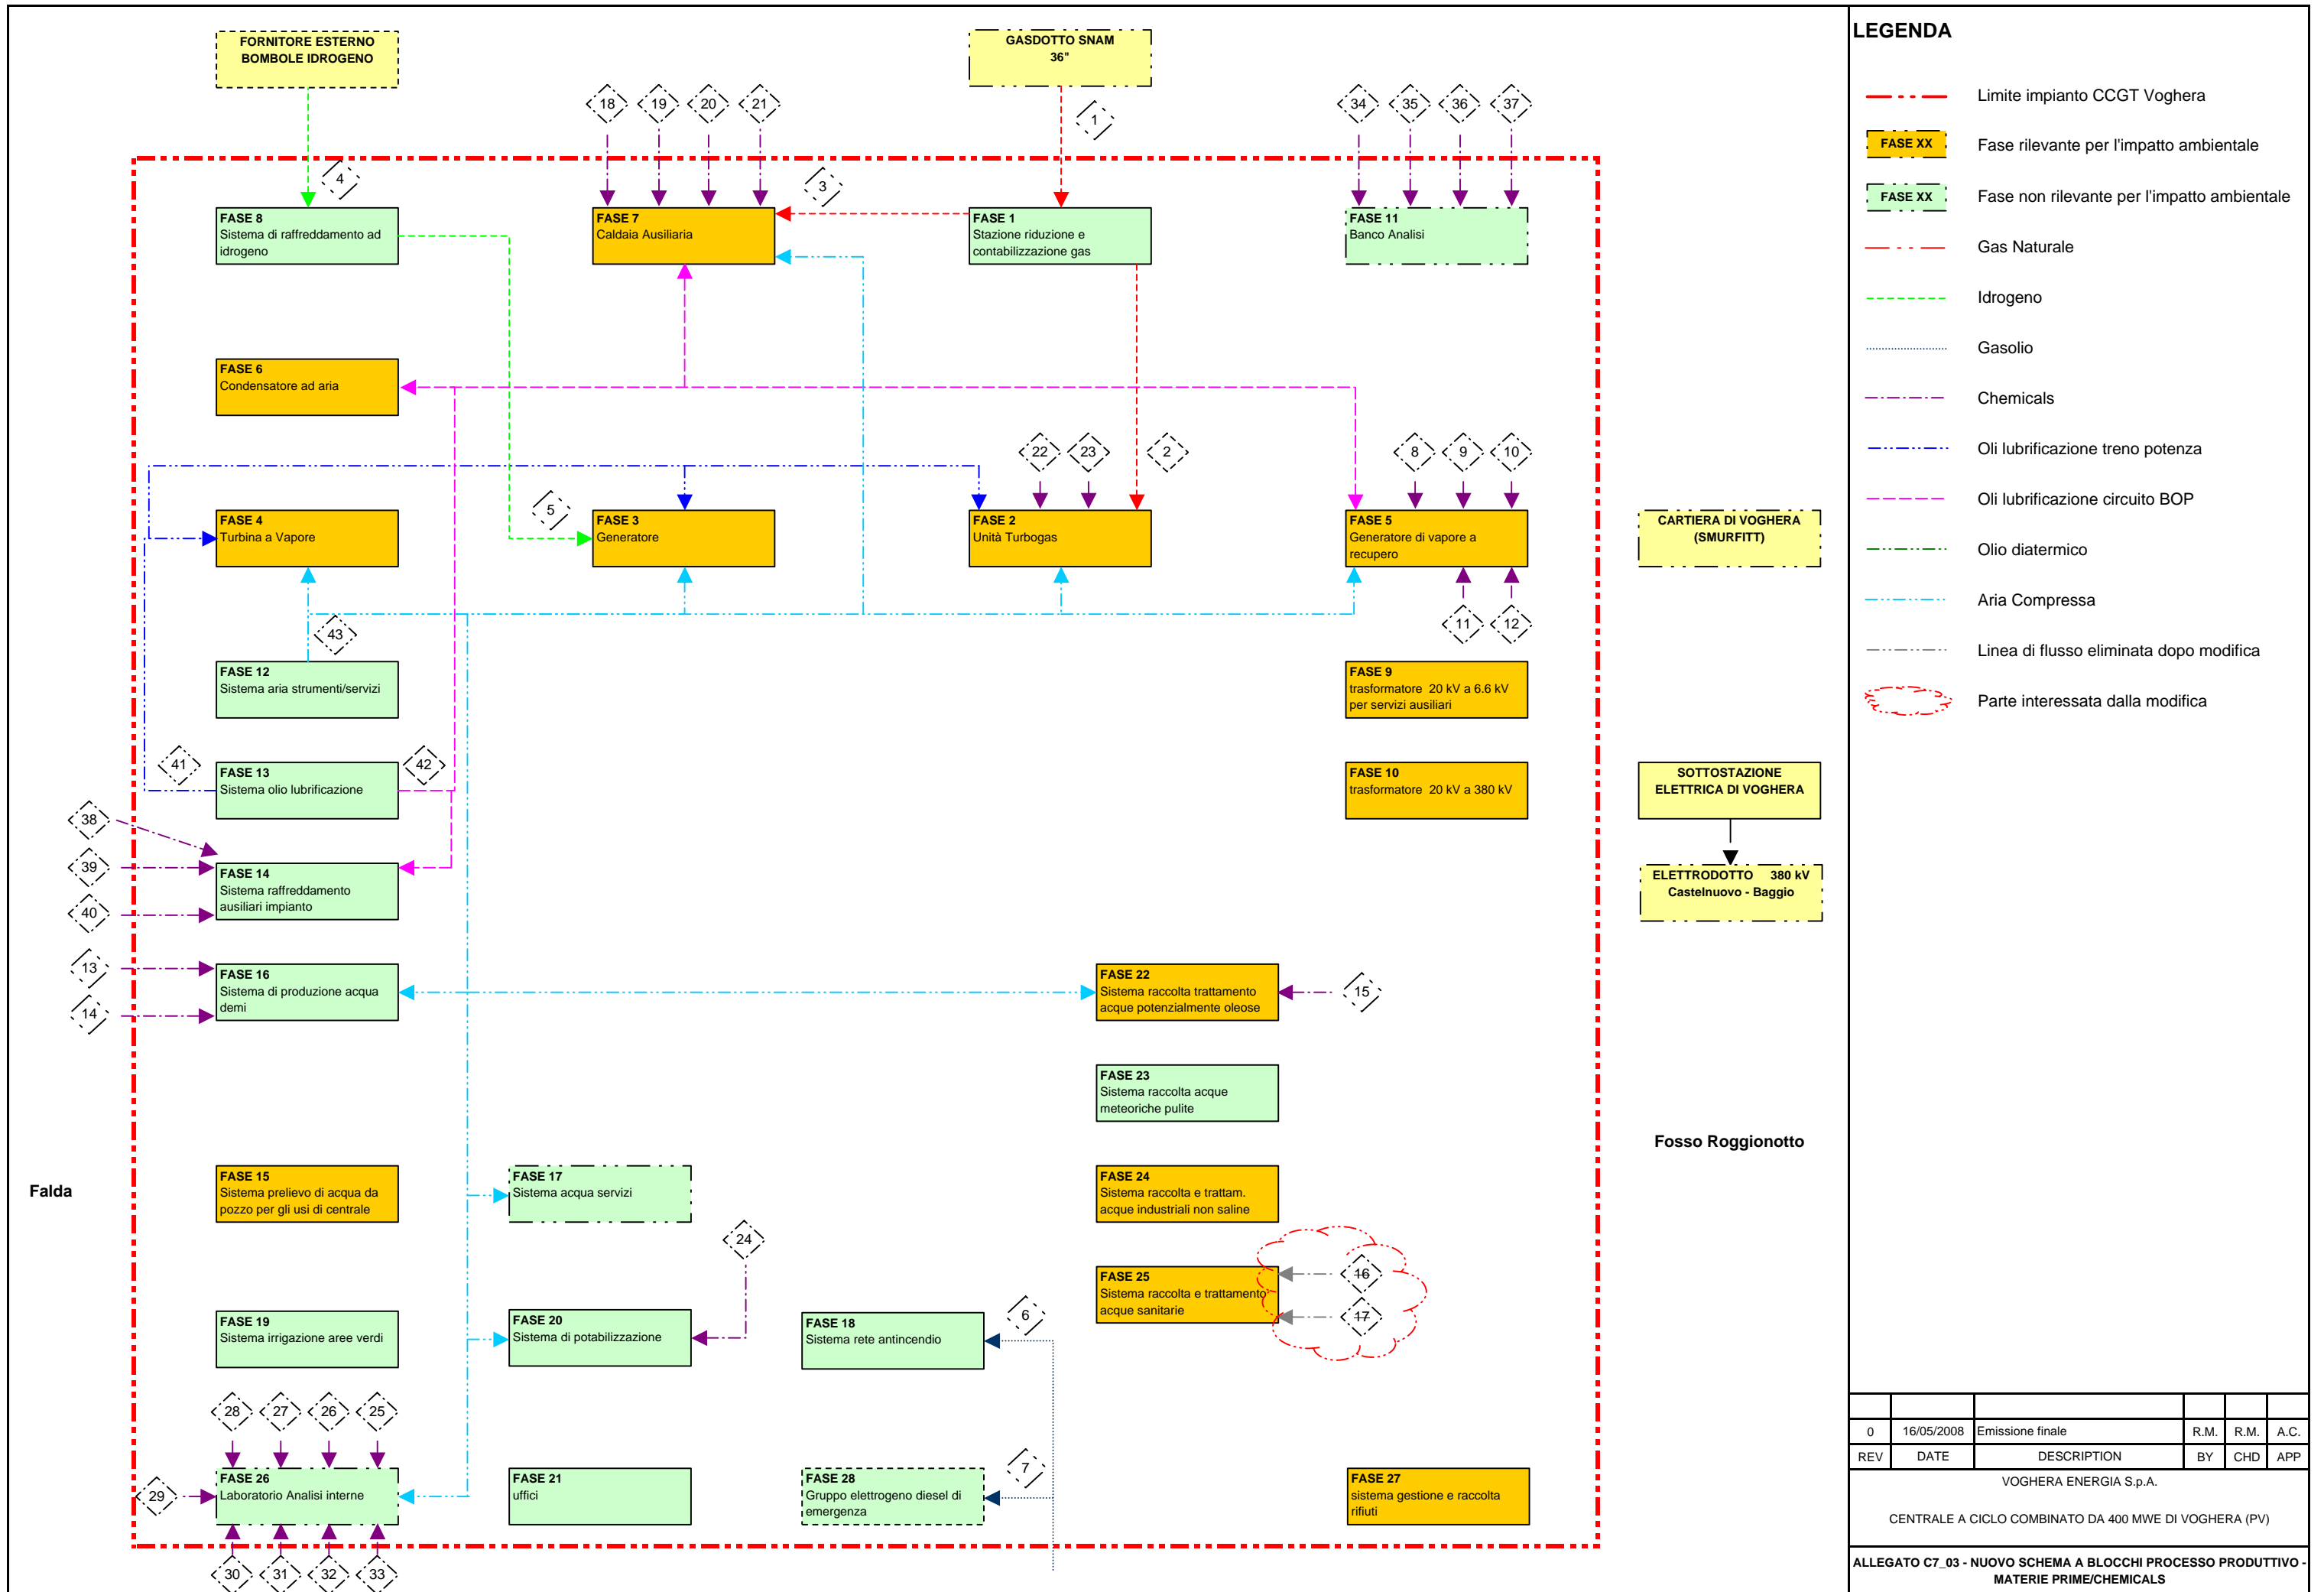 FORNITORE ESTERNO
BOMBOLE IDROGENO
GASDOTTO SNAM
36"
18
19
20
21
1
34
35
36
37
4
3
FASE 8
Sistema di raffreddamento ad
idrogeno
FASE 7
Caldaia Ausiliaria
FASE 1
Stazione riduzione e
contabilizzazione gas
FASE 11
Banco Analisi
FASE 6
Condensatore ad aria
22
23
2
8
9
10
5
FASE 4
Turbina a Vapore
FASE 3
Generatore
FASE 2
Unità Turbogas
FASE 5
Generatore di vapore a
recupero
CARTIERA DI VOGHERA
(SMURFITT)
43
11
12
FASE 12
Sistema aria strumenti/servizi
FASE 9
trasformatore 20 kV a 6.6 kV
per servizi ausiliari
41
FASE 13
Sistema olio lubrificazione
42
FASE 10
trasformatore 20 kV a 380 kV
SOTTOSTAZIONE
ELETTRICA DI VOGHERA
38
39
40
FASE 14
Sistema raffreddamento
ausiliari impianto
ELETTRODOTTO 380 kV
Castelnuovo - Baggio
13
14
FASE 16
Sistema di produzione acqua
demi
FASE 22
Sistema raccolta trattamento
acque potenzialmente oleose
15
FASE 23
Sistema raccolta acque
meteoriche pulite
Fosso Roggionotto
Falda
FASE 15
Sistema prelievo di acqua da
pozzo per gli usi di centrale
FASE 17
Sistema acqua servizi
FASE 24
Sistema raccolta e trattam.
acque industriali non saline
24
FASE 25
Sistema raccolta e trattamento
acque sanitarie
16
17
FASE 19
Sistema irrigazione aree verdi
FASE 20
Sistema di potabilizzazione
FASE 18
Sistema rete antincendio
6
28
27
26
25
29
FASE 26
Laboratorio Analisi interne
FASE 21
uffici
FASE 28
Gruppo elettrogeno diesel di
emergenza
7
FASE 27
sistema gestione e raccolta
rifiuti
30
31
32
33
LEGENDA
Limite impianto CCGT Voghera
FASE XX
Fase rilevante per l'impatto ambientale
FASE XX
Fase non rilevante per l'impatto ambientale
Gas Naturale
Idrogeno
Gasolio
Chemicals
Oli lubrificazione treno potenza
Oli lubrificazione circuito BOP
Olio diatermico
Aria Compressa
Linea di flusso eliminata dopo modifica
Parte interessata dalla modifica
0 16/05/2008 Emissione finale R.M. R.M. A.C.
REV DATE DESCRIPTION BY CHD APP
VOGHERA ENERGIA S.p.A.
CENTRALE A CICLO COMBINATO DA 400 MWE DI VOGHERA (PV)
ALLEGATO C7_03 - NUOVO SCHEMA A BLOCCHI PROCESSO PRODUTTIVO -
MATERIE PRIME/CHEMICALS